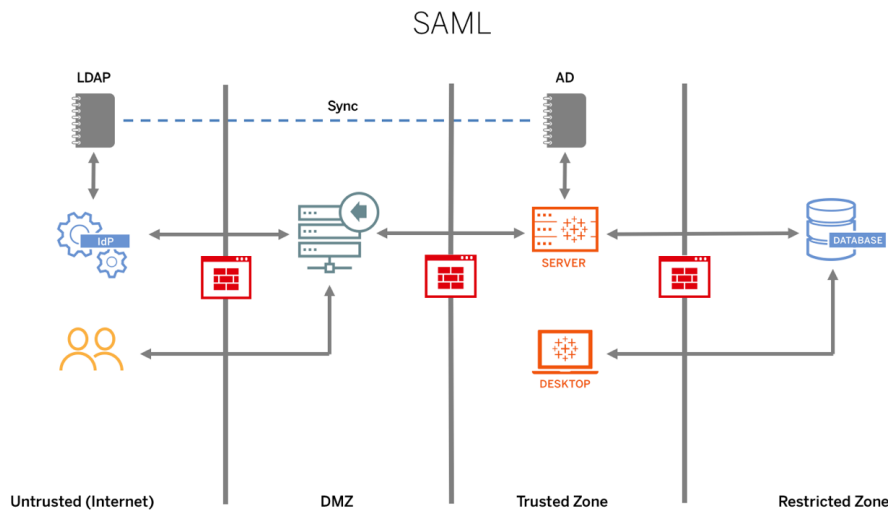 SAML
LDAP
AD
Sync
IdP
SERVER
DATABASE
DESKTOP
Untrusted (Internet)
DMZ
Trusted Zone
Restricted Zone